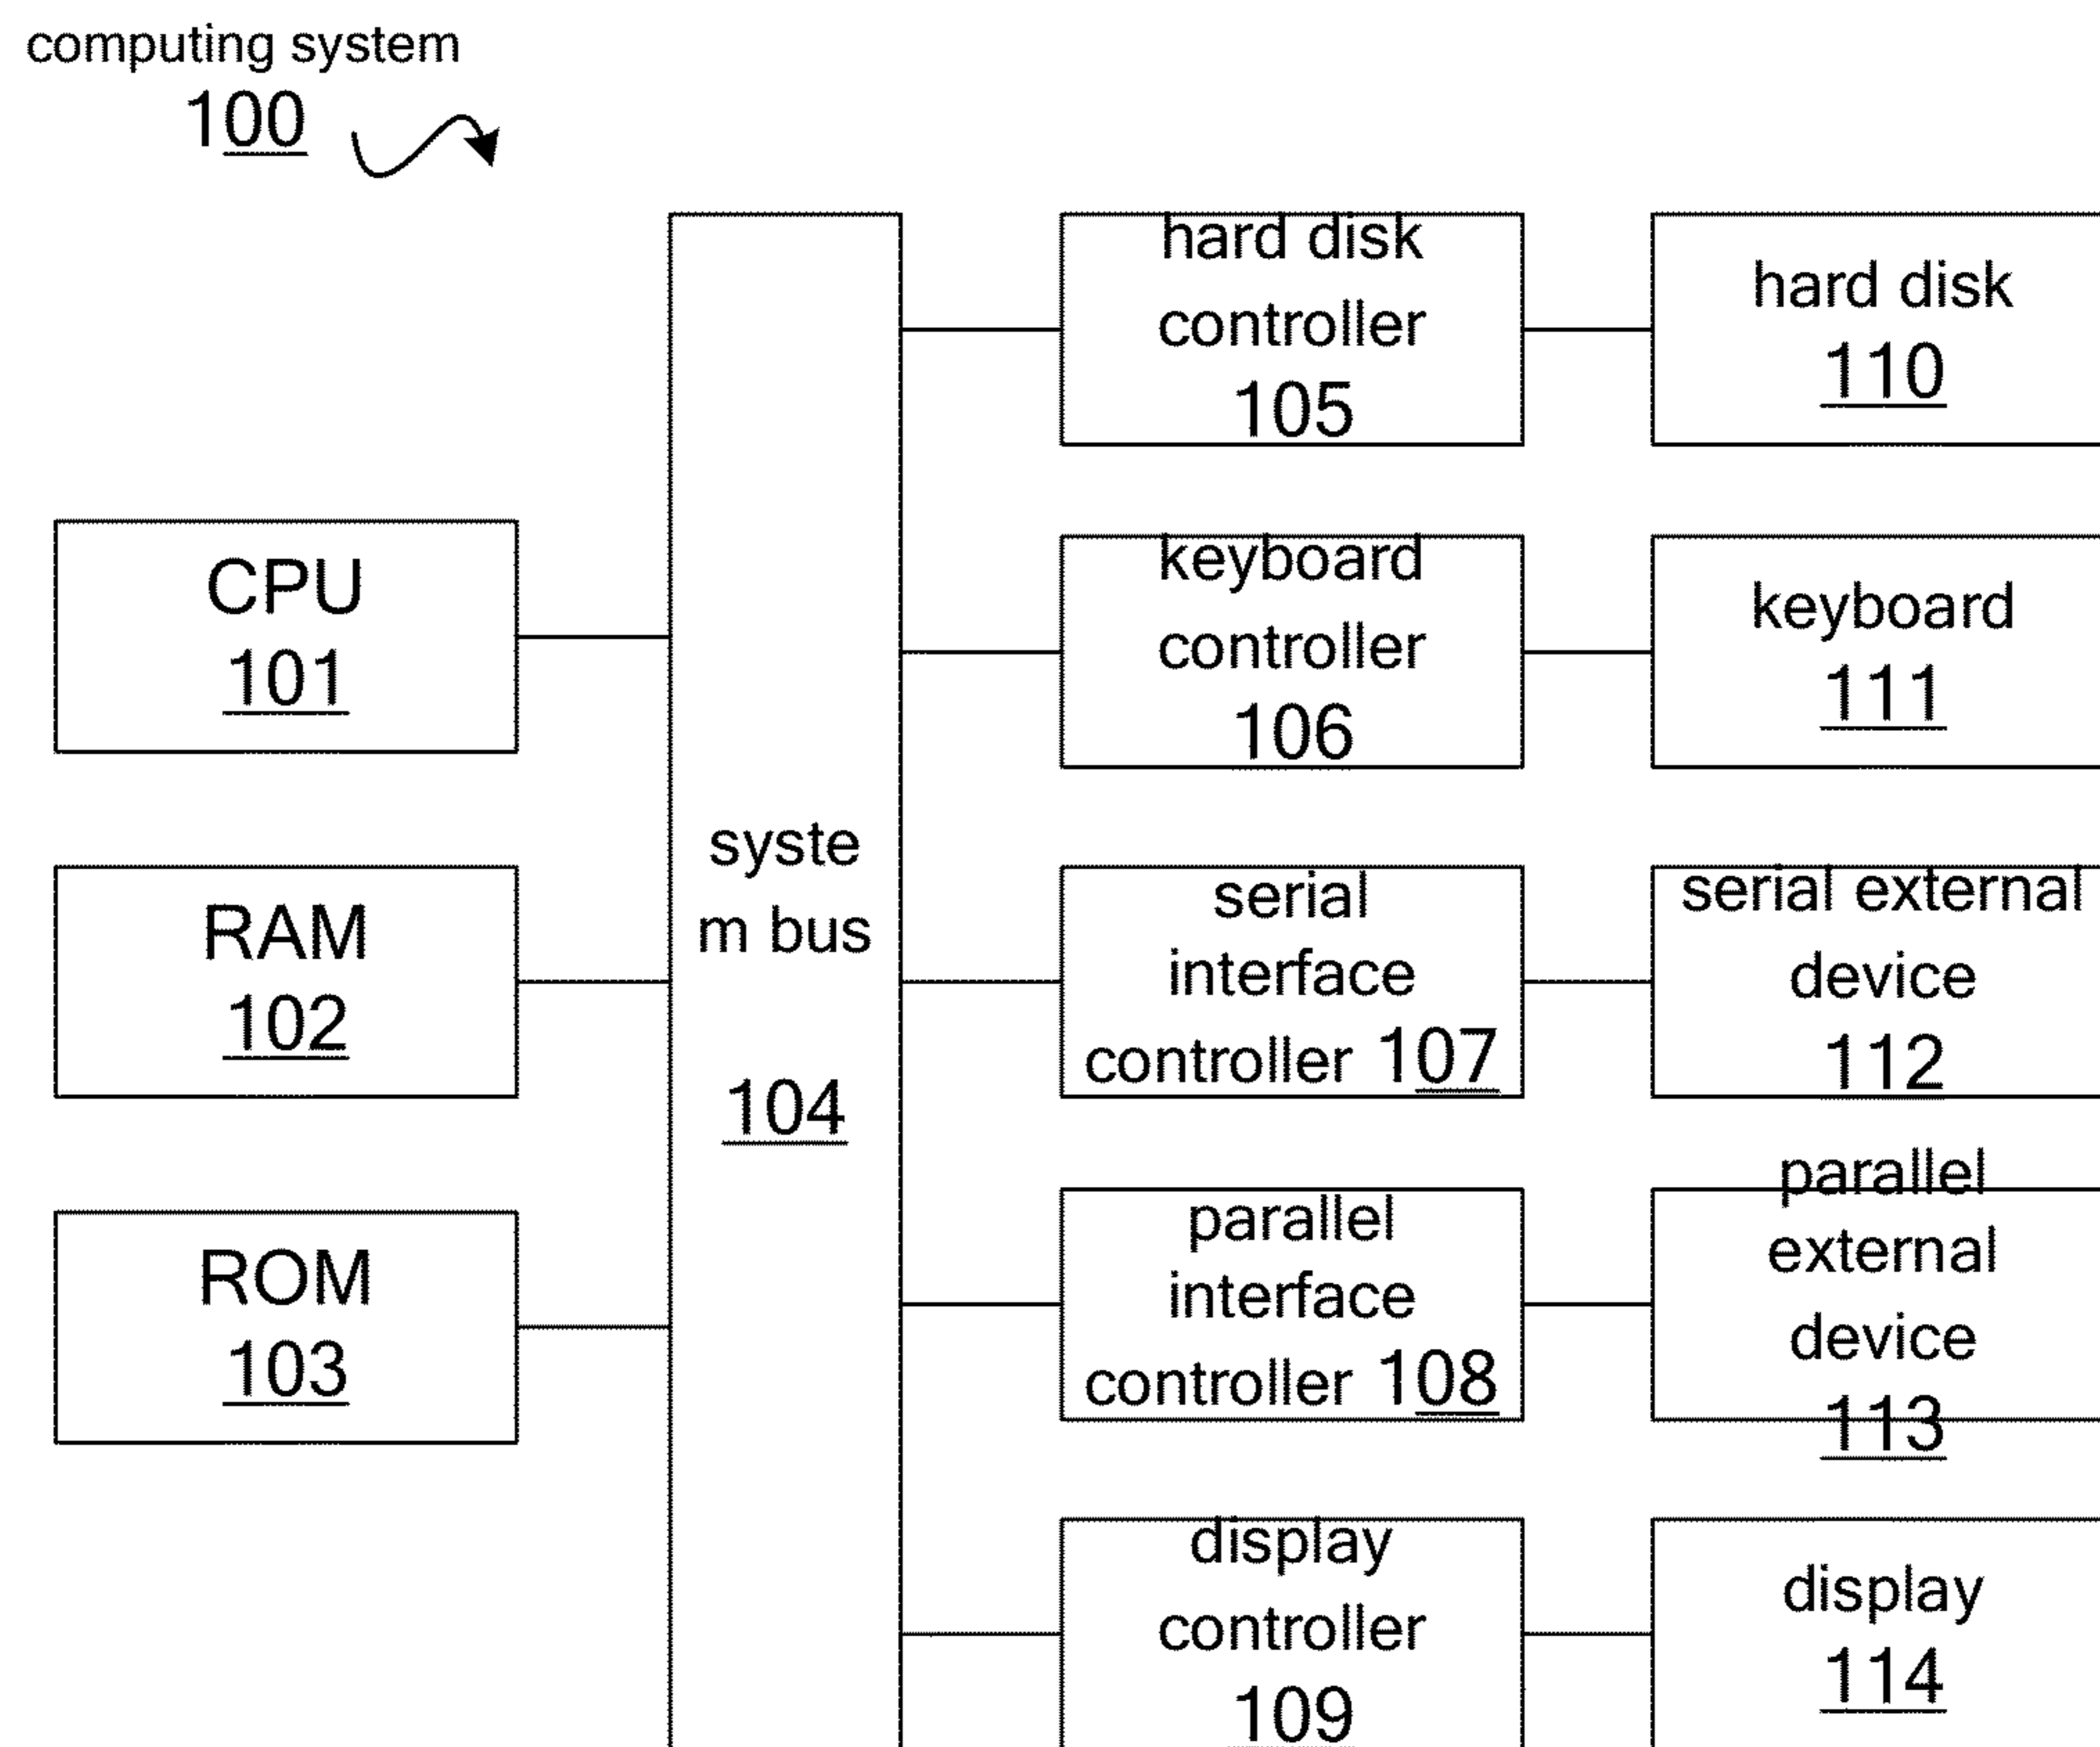 computing system
100
hard disk
controller
105
hard disk
110
CPU
101
keyboard
controller
106
keyboard
111
syste
m bus
104
RAM
102
serial
interface
controller 107
serial external
device
112
ROM
103
parallel
interface
controller 108
parallel
external
device
113
display
controller
109
display
114